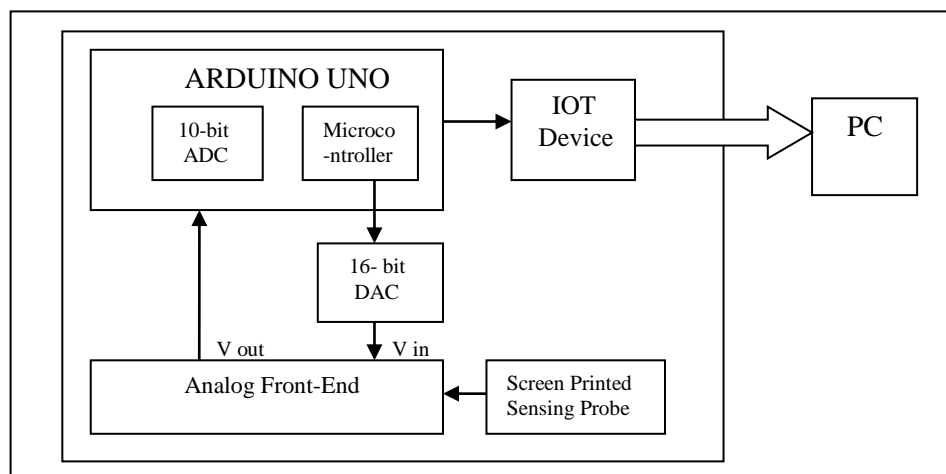 ARDUINO UNO
10-bit
ADC
Microco
-ntroller
IOT
Device
PC
16- bit
DAC
V out
V in
Analog Front-End
Screen Printed
Sensing Probe